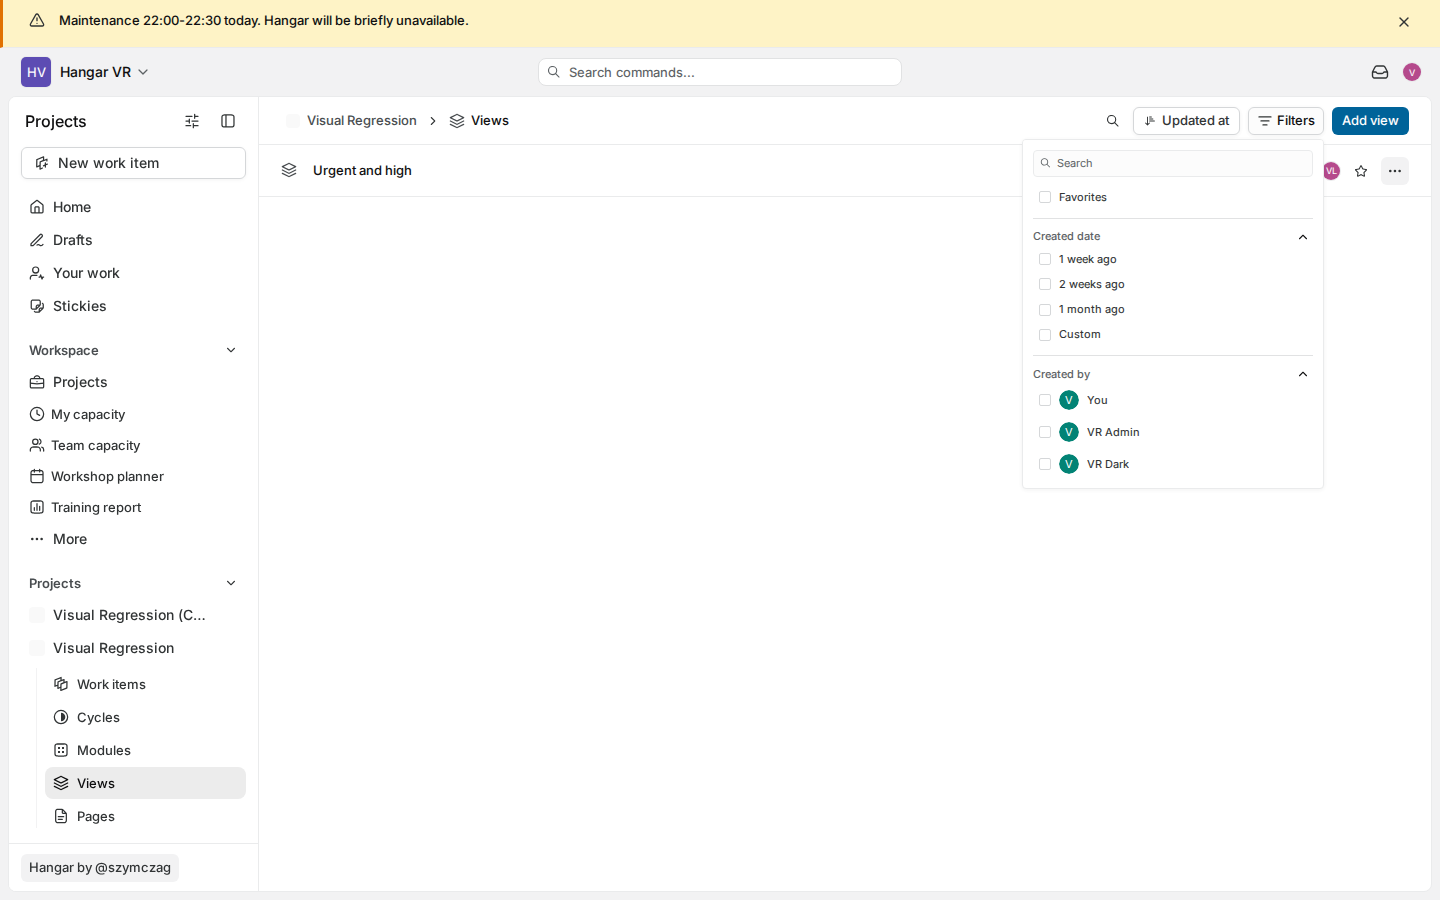 Maintenance 22:00-22:30 today. Hangar will be briefly unavailable.
HV
Hangar VR
Search commands...
V
Projects
New work item
Home
Drafts
Your work
Stickies
Workspace
Projects
My capacity
Team capacity
Workshop planner
Training report
More
Projects
Visual Regression (C...
Visual Regression
Work items
Cycles
Modules
Views
Pages
Hangar by @szymczag
Visual Regression
Views
Updated at
Filters
Add view
Urgent and high
VL
Search
Favorites
Created date
1 week ago
2 weeks ago
1 month ago
Custom
Created by
V You
V VR Admin
V VR Dark